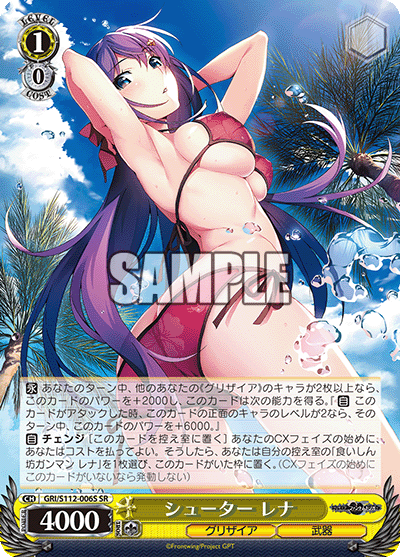 LEVEL
1
0
COST
SAMPLE
永 あなたのターン中、他のあなたの《グリザイア》のキャラが2枚以上なら、
このカードのパワーを＋2000し、このカードは次の能力を得る。『自 こ
のカードがアタックした時、このカードの正面のキャラのレベルが2なら、その
ターン中、このカードのパワーを＋6000。』
自 チェンジ ［このカードを控え室に置く］ あなたのCXフェイズの始めに、
あなたはコストを払ってよい。そうしたら、あなたは自分の控え室の「食いしん
坊ガンマン レナ」を1枚選び、このカードがいた枠に置く。（CXフェイズの始めに
このカードがいないなら発動しない）
CH GRI/S112-006S SR
シューター レナ
POWER
4000
SOUL
グリザイア
武器
©Frontwing/Project GPT